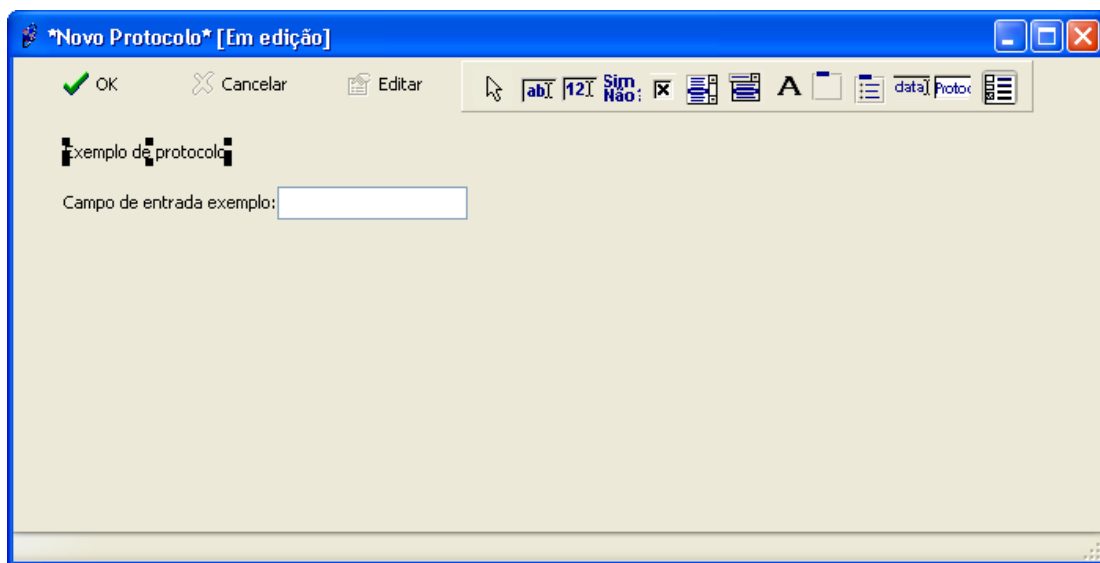 *Novo Protocolo* [Em edição]
OK Cancelar Editar ab 12 Sim Não: A data Protoc
Exemplo de protocolo
Campo de entrada exemplo: